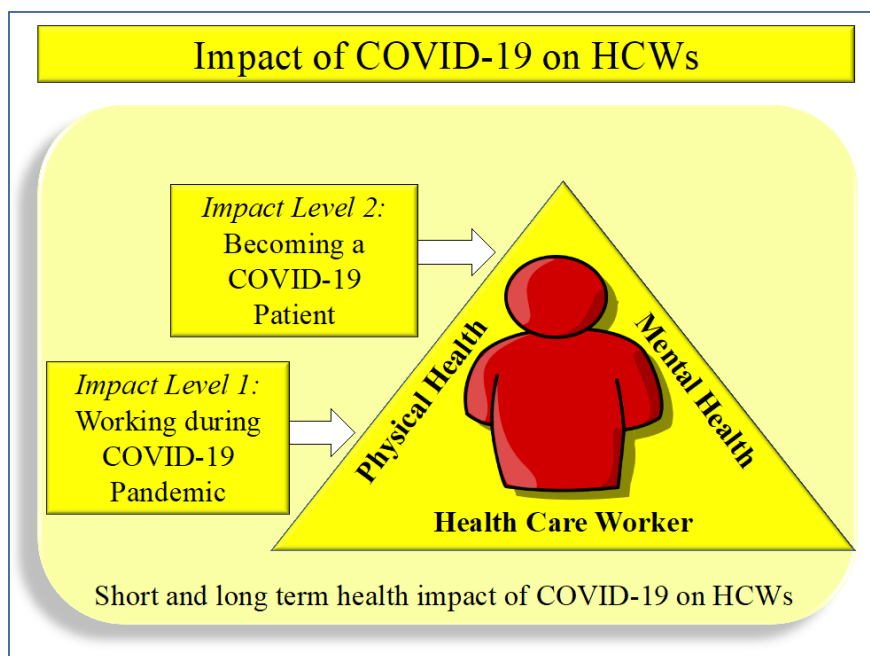 Impact of COVID-19 on HCWs
Impact Level 2:
Becoming a
COVID-19
Patient
Impact Level 1:
Working during
COVID-19
Pandemic
Physical Health
Mental Health
Health Care Worker
Short and long term health impact of COVID-19 on HCWs